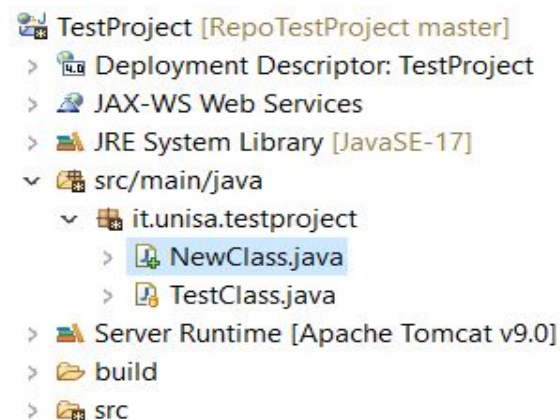 TestProject [RepoTestProject master]
Deployment Descriptor: TestProject
JAX-WS Web Services
JRE System Library [JavaSE-17]
src/main/java
it.unisa.testproject
NewClass.java
TestClass.java
Server Runtime [Apache Tomcat v9.0]
build
src